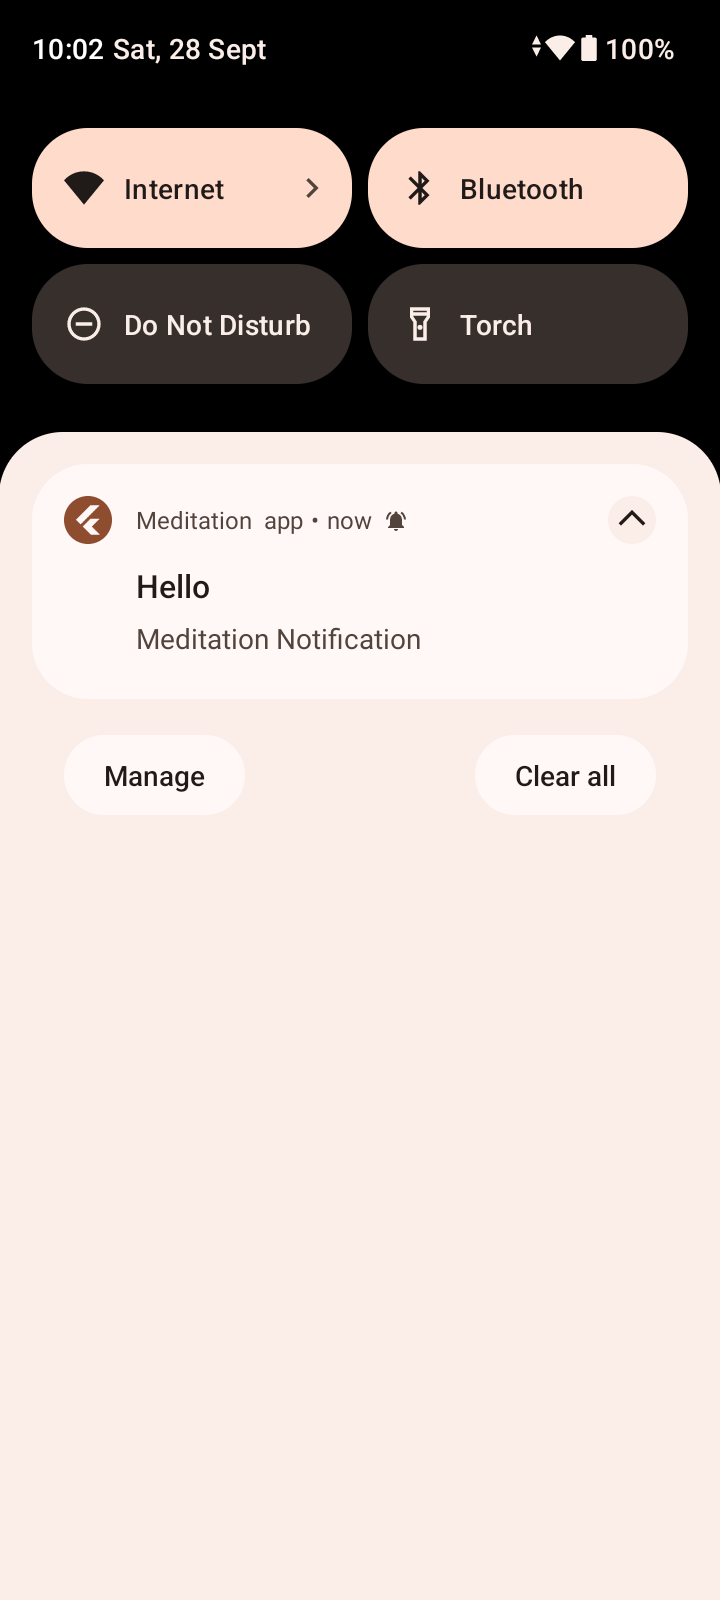 10:02 Sat, 28 Sept 100%
Internet Bluetooth
Do Not Disturb Torch
Meditation app • now
Hello
Meditation Notification
Manage Clear all